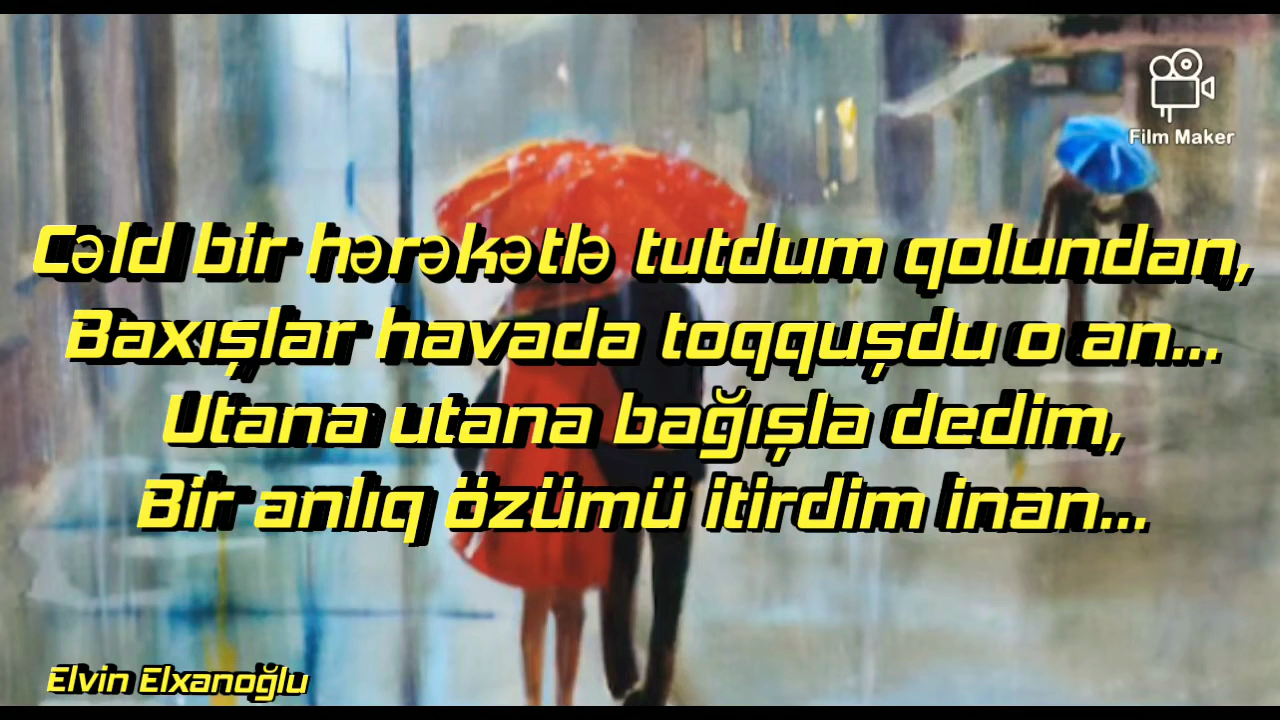 Film Maker
Cəld bir hərəkətlə tutdum qolundan,
Baxışlar havada toqquşdu o an...
Utana utana bağışla dedim,
Bir anlıq özümü itirdim inan...
Elvin Elxanoğlu